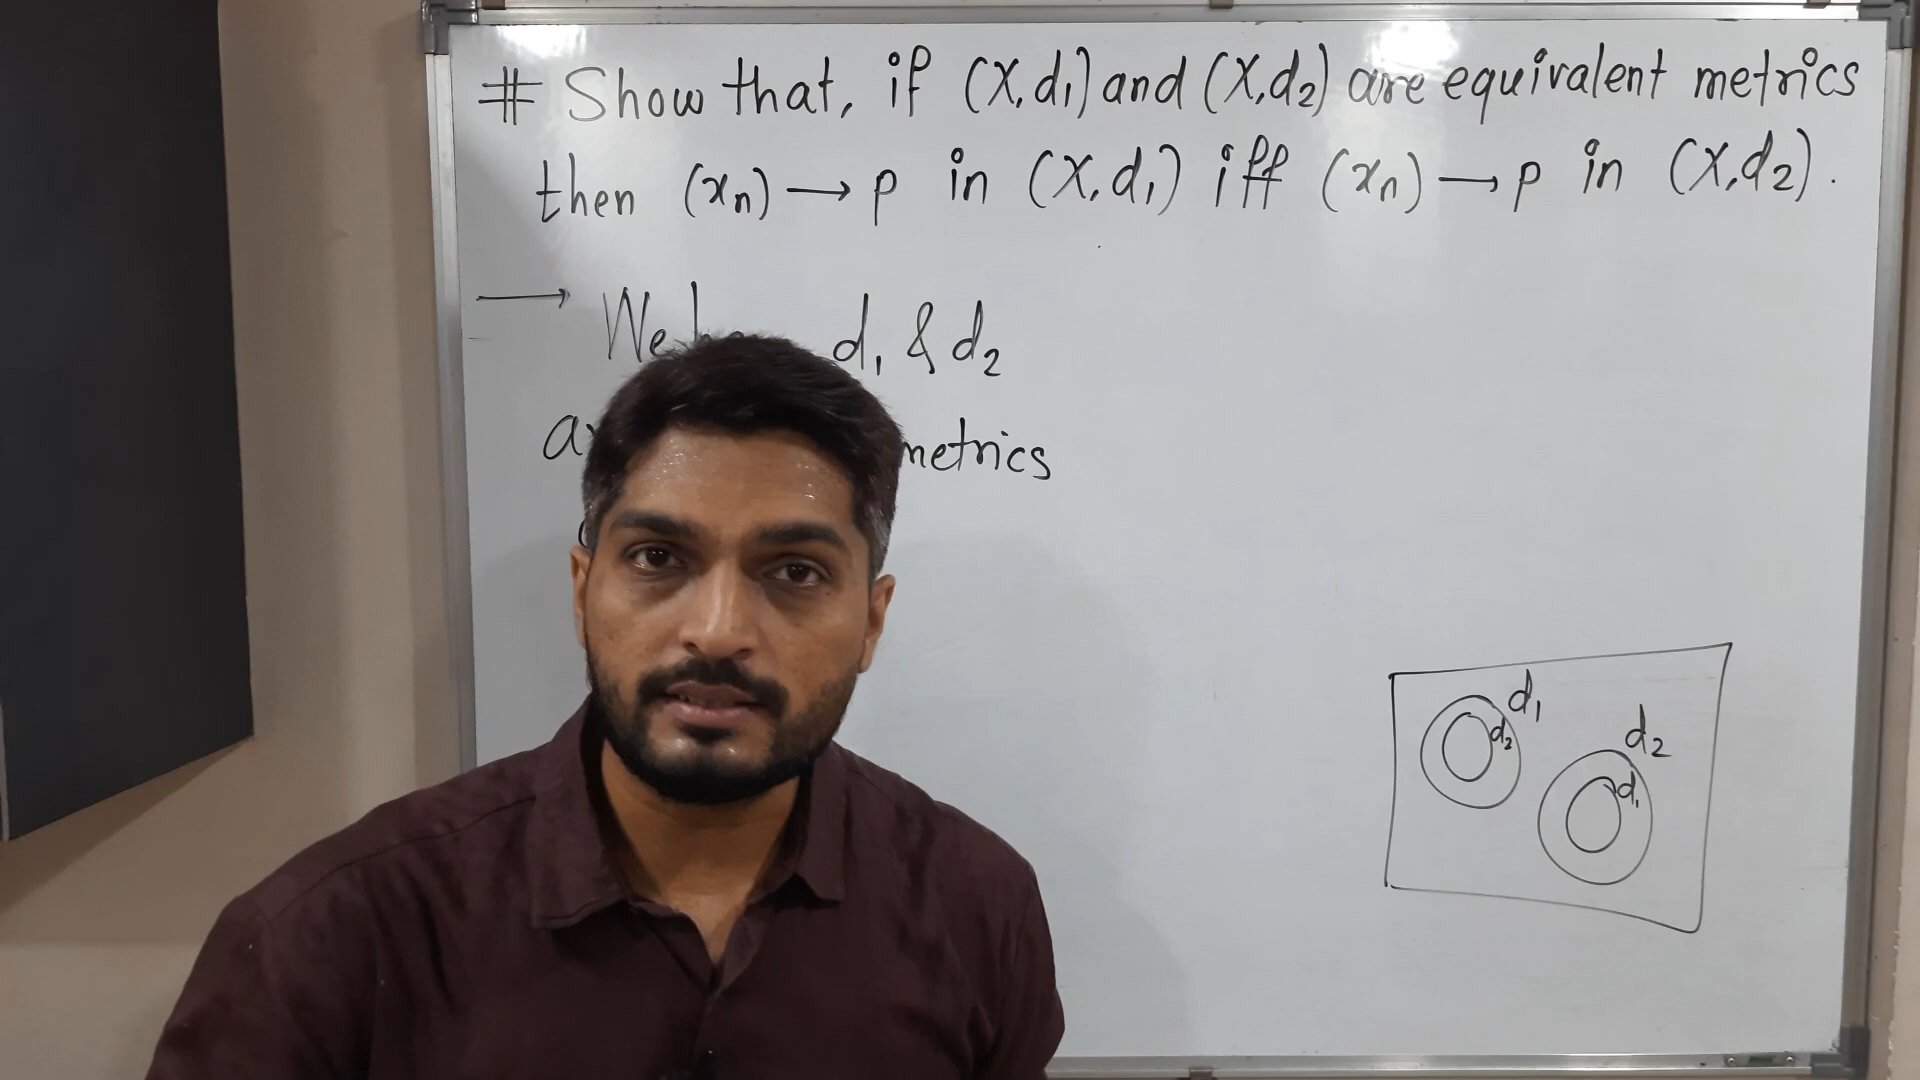 # Show that, if (X,d₁) and (X,d₂) are equivalent metrics
then (xₙ) → p in (X,d₁) iff (xₙ) → p in (X,d₂).
→ We d₁ & d₂
metrics
d₁
d₂
d₂
d₁